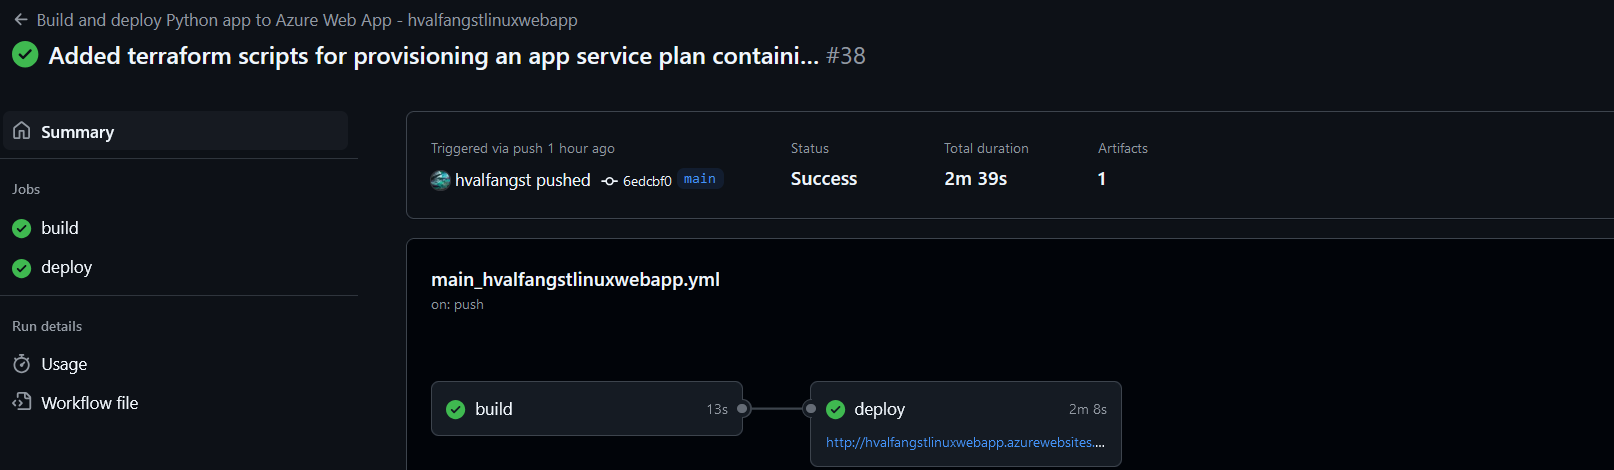 Build and deploy Python app to Azure Web App - hvalfangstlinuxwebapp
Added terraform scripts for provisioning an app service plan containi... #38
Summary
Jobs
build
deploy
Run details
Usage
Workflow file
Triggered via push 1 hour ago
hvalfangst pushed 6edcbf0 main
Status
Success
Total duration
2m 39s
Artifacts
1
main_hvalfangstlinuxwebapp.yml
on: push
build 13s
deploy 2m 8s
http://hvalfangstlinuxwebapp.azurewebsites....